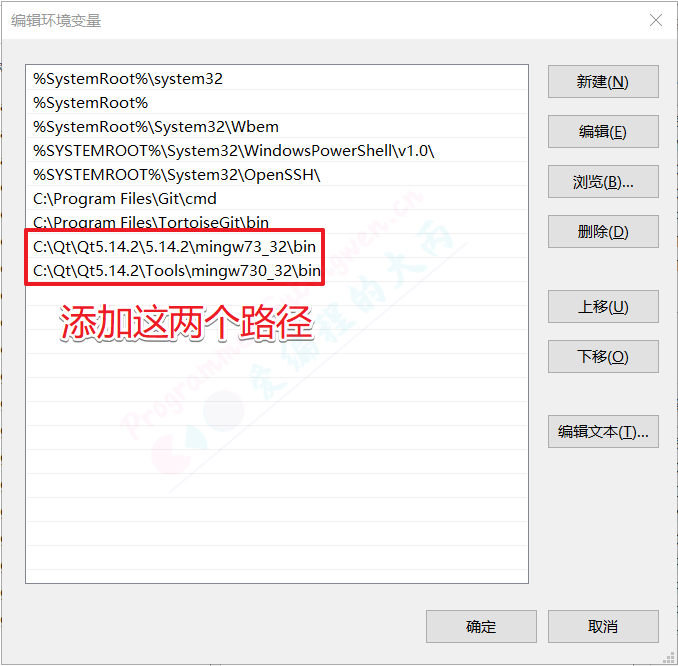 编辑环境变量
%SystemRoot%\system32
%SystemRoot%
%SystemRoot%\System32\Wbem
%SYSTEMROOT%\System32\WindowsPowerShell\v1.0\
%SYSTEMROOT%\System32\OpenSSH\
C:\Program Files\Git\cmd
C:\Program Files\TortoiseGit\bin
C:\Qt\Qt5.14.2\5.14.2\mingw73_32\bin
C:\Qt\Qt5.14.2\Tools\mingw730_32\bin
添加这两个路径
爱编程的大丙
新建(N)
编辑(E)
浏览(B)...
删除(D)
上移(U)
下移(O)
编辑文本(T)...
确定
取消